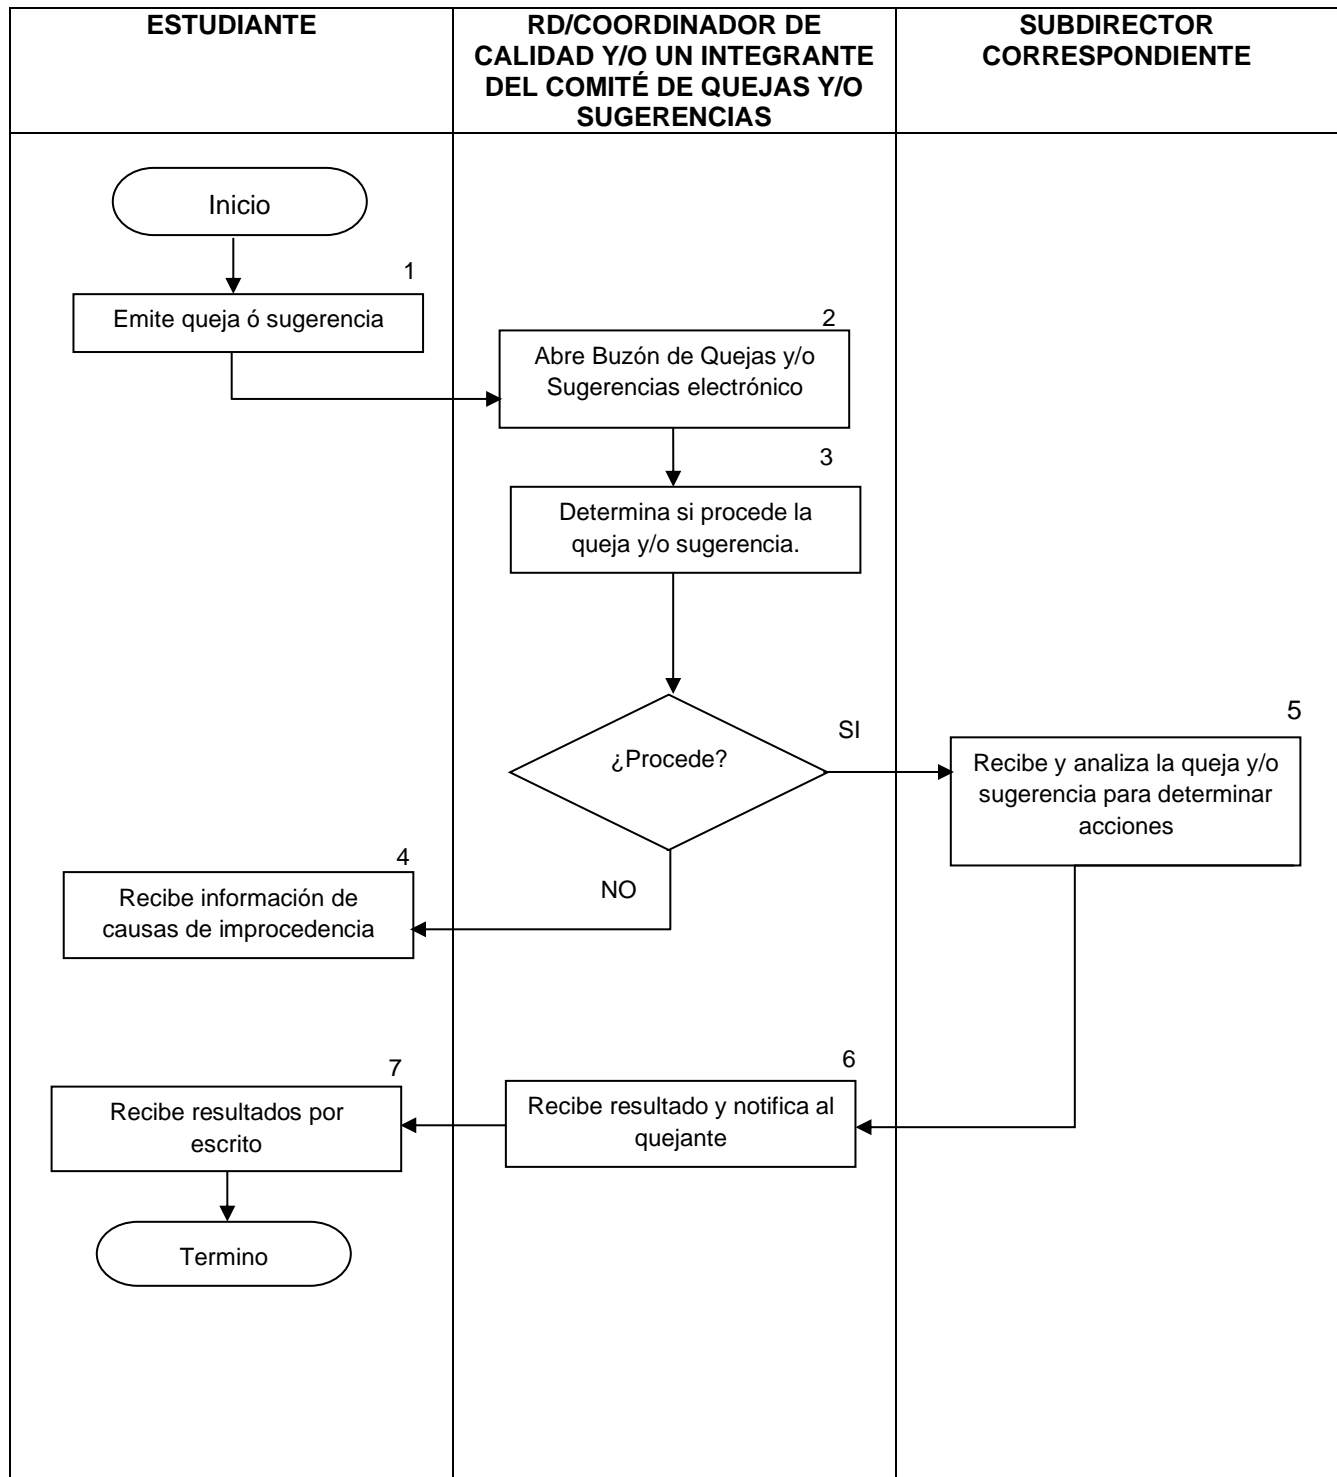 ESTUDIANTE
RD/COORDINADOR DE
CALIDAD Y/O UN INTEGRANTE
DEL COMITÉ DE QUEJAS Y/O
SUGERENCIAS
SUBDIRECTOR
CORRESPONDIENTE
Inicio
1
Emite queja ó sugerencia
2
Abre Buzón de Quejas y/o
Sugerencias electrónico
3
Determina si procede la
queja y/o sugerencia.
¿Procede?
SI
5
Recibe y analiza la queja y/o
sugerencia para determinar
acciones
NO
4
Recibe información de
causas de improcedencia
6
Recibe resultado y notifica al
quejante
7
Recibe resultados por
escrito
Termino